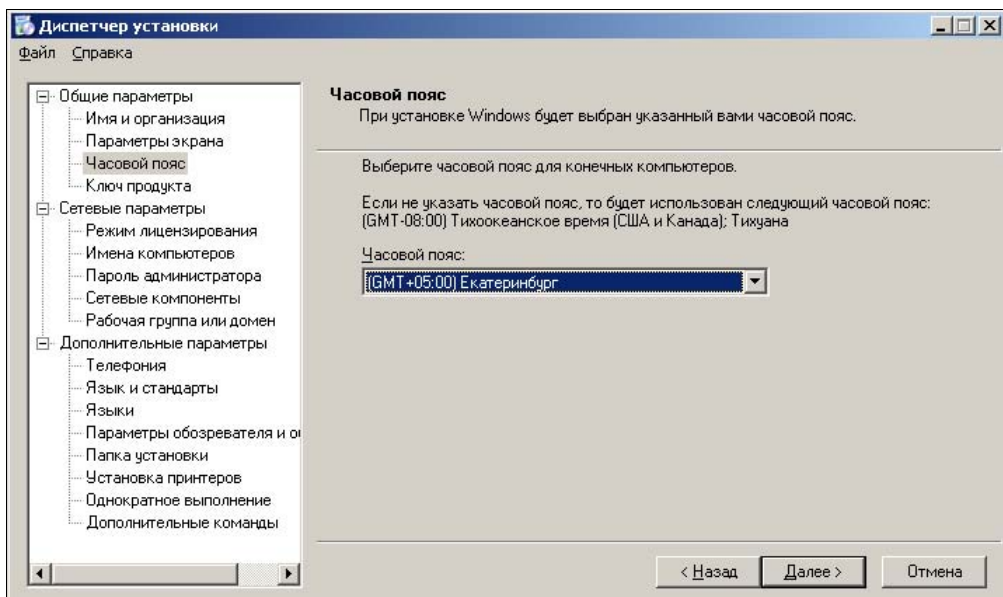 Диспетчер установки
Файл Справка
Общие параметры
Имя и организация
Параметры экрана
Часовой пояс
Ключ продукта
Сетевые параметры
Режим лицензирования
Имена компьютеров
Пароль администратора
Сетевые компоненты
Рабочая группа или домен
Дополнительные параметры
Телефония
Язык и стандарты
Языки
Параметры обозревателя и о
Папка установки
Установка принтеров
Однократное выполнение
Дополнительные команды
Часовой пояс
При установке Windows будет выбран указанный вами часовой пояс.
Выберите часовой пояс для конечных компьютеров.
Если не указать часовой пояс, то будет использован следующий часовой пояс:
(GMT-08:00) Тихоокеанское время (США и Канада); Тихуана
Часовой пояс:
(GMT+05:00) Екатеринбург
< Назад Далее > Отмена